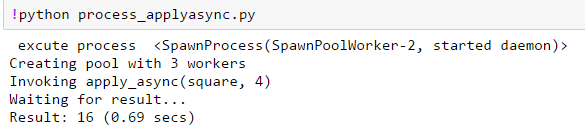 !python process_applyasync.py
excute process  <SpawnProcess(SpawnPoolWorker-2, started daemon)>
Creating pool with 3 workers
Invoking apply_async(square, 4)
Waiting for result...
Result: 16 (0.69 secs)